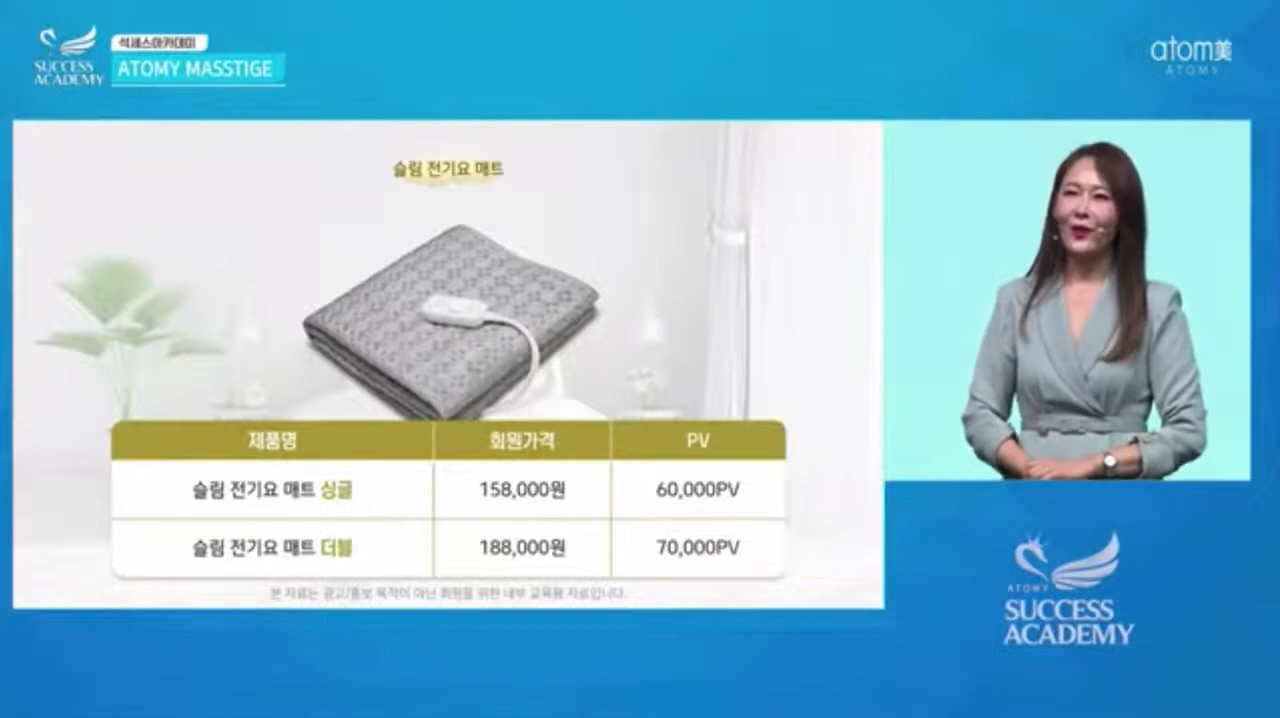 SUCCESS
ACADEMY
석세스아카데미
ATOMY MASSTIGE
atom美
ATOMY
슬림 전기요 매트
제품명 회원가격 PV
슬림 전기요 매트 싱글 158,000원 60,000PV
슬림 전기요 매트 더블 188,000원 70,000PV
본 자료는 광고/홍보 목적이 아닌 회원을 위한 내부 교육용 자료입니다.
ATOMY
SUCCESS
ACADEMY